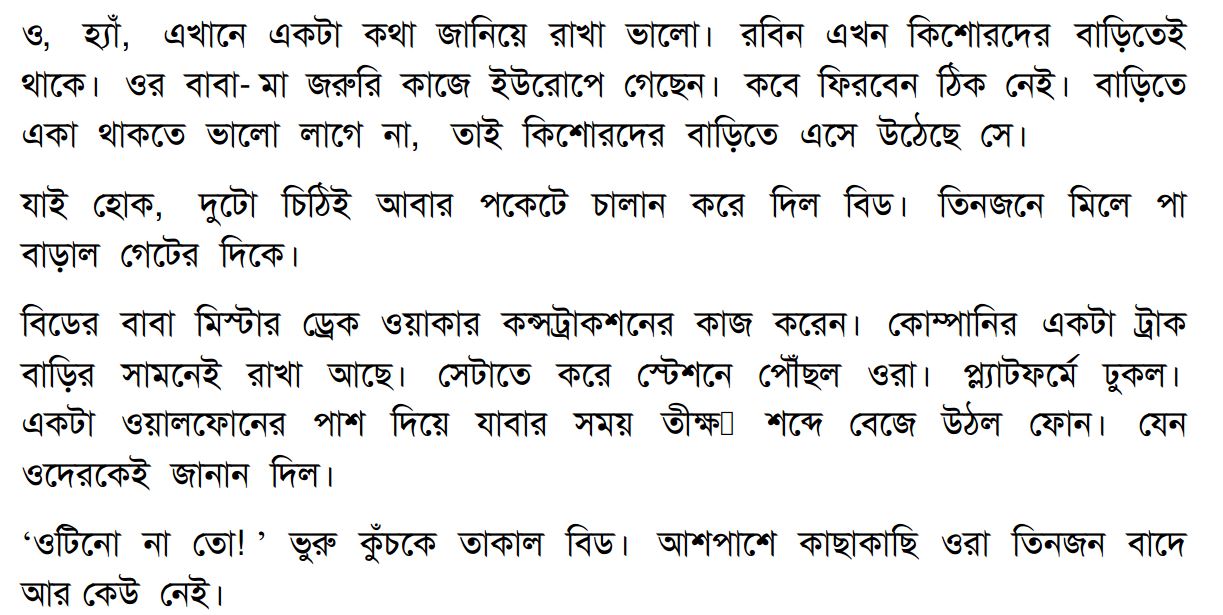 ও, হ্যাঁ, এখানে একটা কথা জানিয়ে রাখা ভালো। রবিন এখন কিশোরদের বাড়িতেই
থাকে। ওর বাবা- মা জরুরি কাজে ইউরোপে গেছেন। কবে ফিরবেন ঠিক নেই। বাড়িতে
একা থাকতে ভালো লাগে না, তাই কিশোরদের বাড়িতে এসে উঠেছে সে।
যাই হোক, দুটো চিঠিই আবার পকেটে চালান করে দিল বিড। তিনজনে মিলে পা
বাড়াল গেটের দিকে।
বিডের বাবা মিস্টার ড্রেক ওয়াকার কন্সট্রাকশনের কাজ করেন। কোম্পানির একটা ট্রাক
বাড়ির সামনেই রাখা আছে। সেটাতে করে স্টেশনে পৌঁছল ওরা। প্ল্যাটফর্মে ঢুকল।
একটা ওয়ালফোনের পাশ দিয়ে যাবার সময় তীক্ষ শব্দে বেজে উঠল ফোন। যেন
ওদেরকেই জানান দিল।
‘ওটিনো না তো! ’ ভুরু কুঁচকে তাকাল বিড। আশপাশে কাছাকাছি ওরা তিনজন বাদে
আর কেউ নেই।